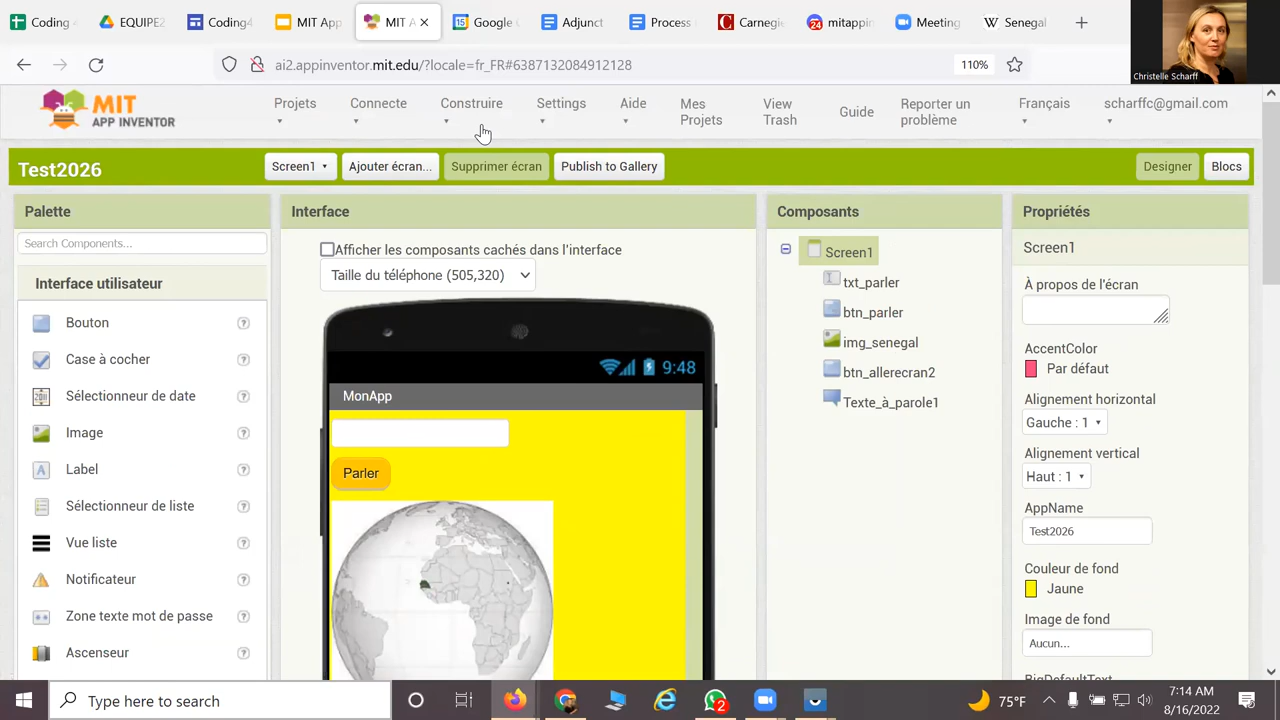 Coding
EQUIPE2
Coding4
MIT App
MIT A
Google
Adjunct
Process
Carnegie
mitappin
Meeting
Senegal
ai2.appinventor.mit.edu/?locale=fr_FR#6387132084912128
110%
Christelle Scharff
MIT
APP INVENTOR
Projets
Connecte
Construire
Settings
Aide
Mes
Projets
View
Trash
Guide
Reporter un
problème
Français
scharffc@gmail.com
Test2026
Screen1
Ajouter écran...
Supprimer écran
Publish to Gallery
Designer
Blocs
Palette
Interface
Composants
Propriétés
Search Components...
Interface utilisateur
Bouton
Case à cocher
Sélectionneur de date
Image
Label
Sélectionneur de liste
Vue liste
Notificateur
Zone texte mot de passe
Ascenseur
Afficher les composants cachés dans l'interface
Taille du téléphone (505,320)
9:48
MonApp
Parler
Screen1
txt_parler
btn_parler
img_senegal
btn_allerecran2
Texte_à_parole1
Screen1
À propos de l'écran
AccentColor
Par défaut
Alignement horizontal
Gauche : 1
Alignement vertical
Haut : 1
AppName
Test2026
Couleur de fond
Jaune
Image de fond
Aucun...
BigDefaultText
Type here to search
2
75°F
7:14 AM
8/16/2022